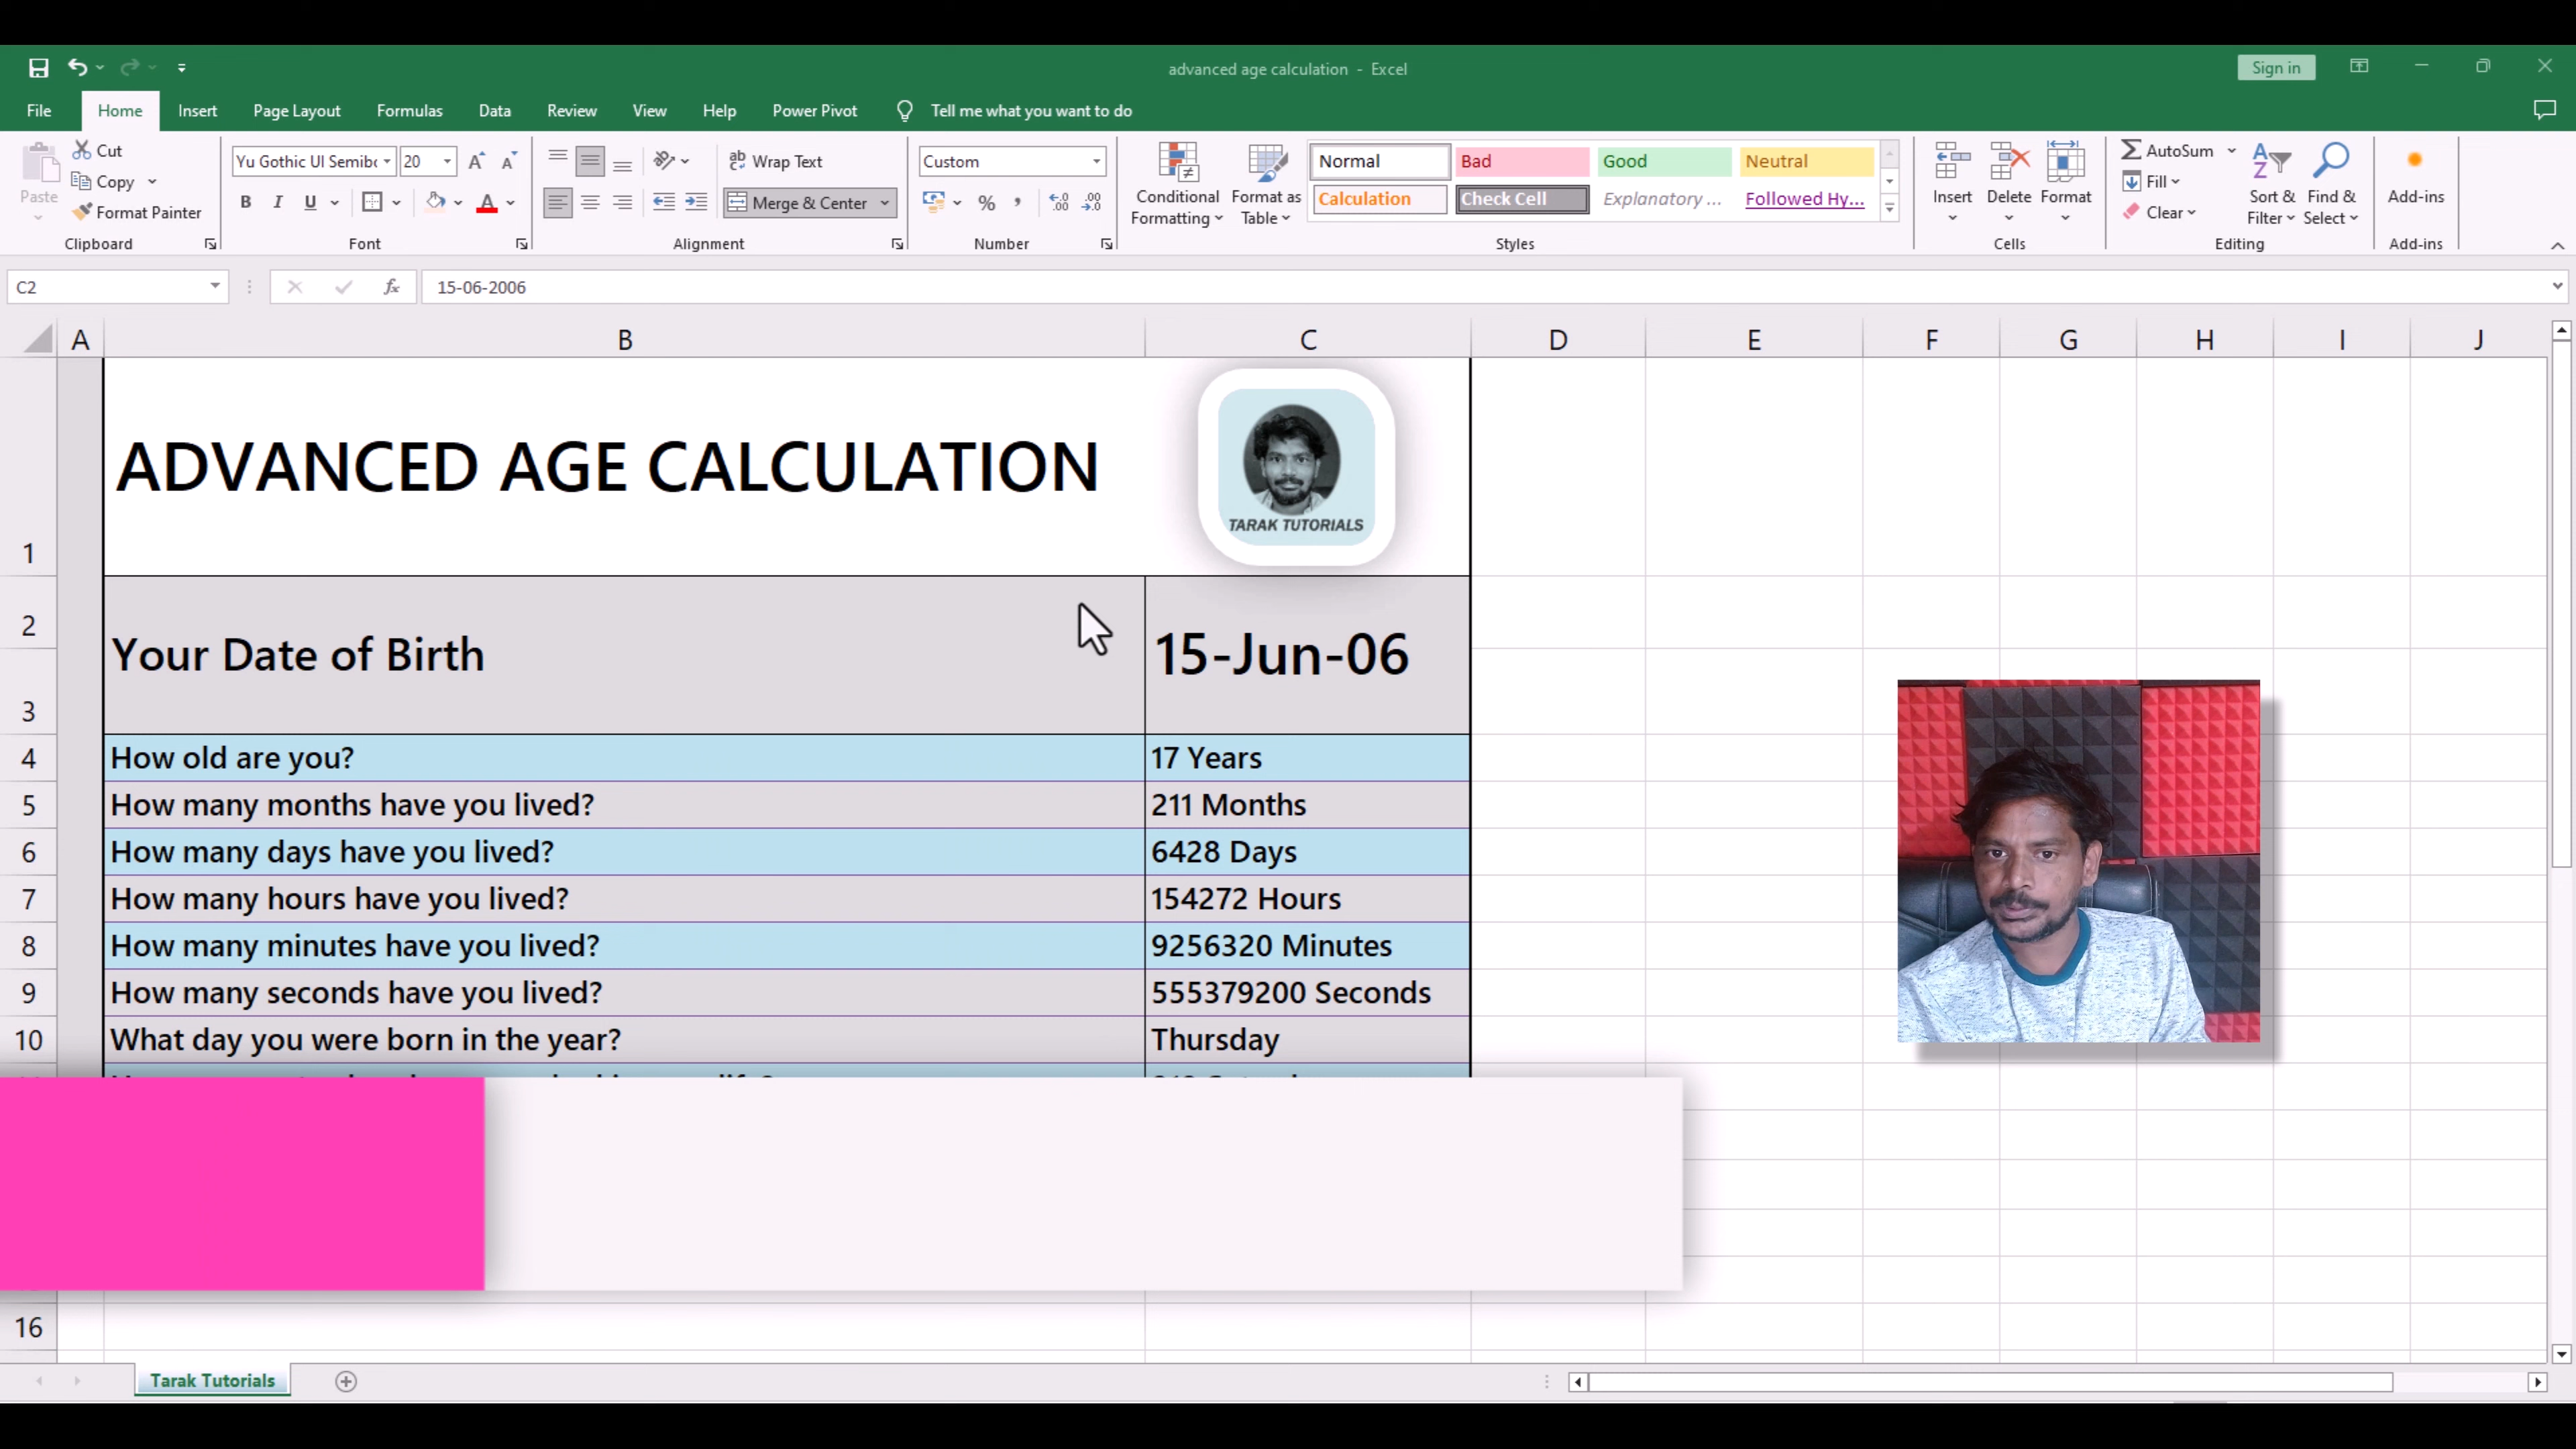 advanced age calculation - Excel
Sign in
File Home Insert Page Layout Formulas Data Review View Help Power Pivot Tell me what you want to do
Paste
Cut
Copy
Format Painter
Clipboard
Yu Gothic UI Semibc 20
B I U
Font
Wrap Text
Merge & Center
Alignment
Custom
Number
Conditional Formatting
Format as Table
Normal Bad Good Neutral
Calculation Check Cell Explanatory ... Followed Hy...
Styles
Insert Delete Format
Cells
AutoSum
Fill
Clear
Sort & Filter
Find & Select
Editing
Add-ins
Add-ins
C2 fx 15-06-2006
A B C D E F G H I J
1 ADVANCED AGE CALCULATION
TARAK TUTORIALS
2
Your Date of Birth 15-Jun-06
3
4 How old are you? 17 Years
5 How many months have you lived? 211 Months
6 How many days have you lived? 6428 Days
7 How many hours have you lived? 154272 Hours
8 How many minutes have you lived? 9256320 Minutes
9 How many seconds have you lived? 555379200 Seconds
10 What day you were born in the year? Thursday
16
Tarak Tutorials